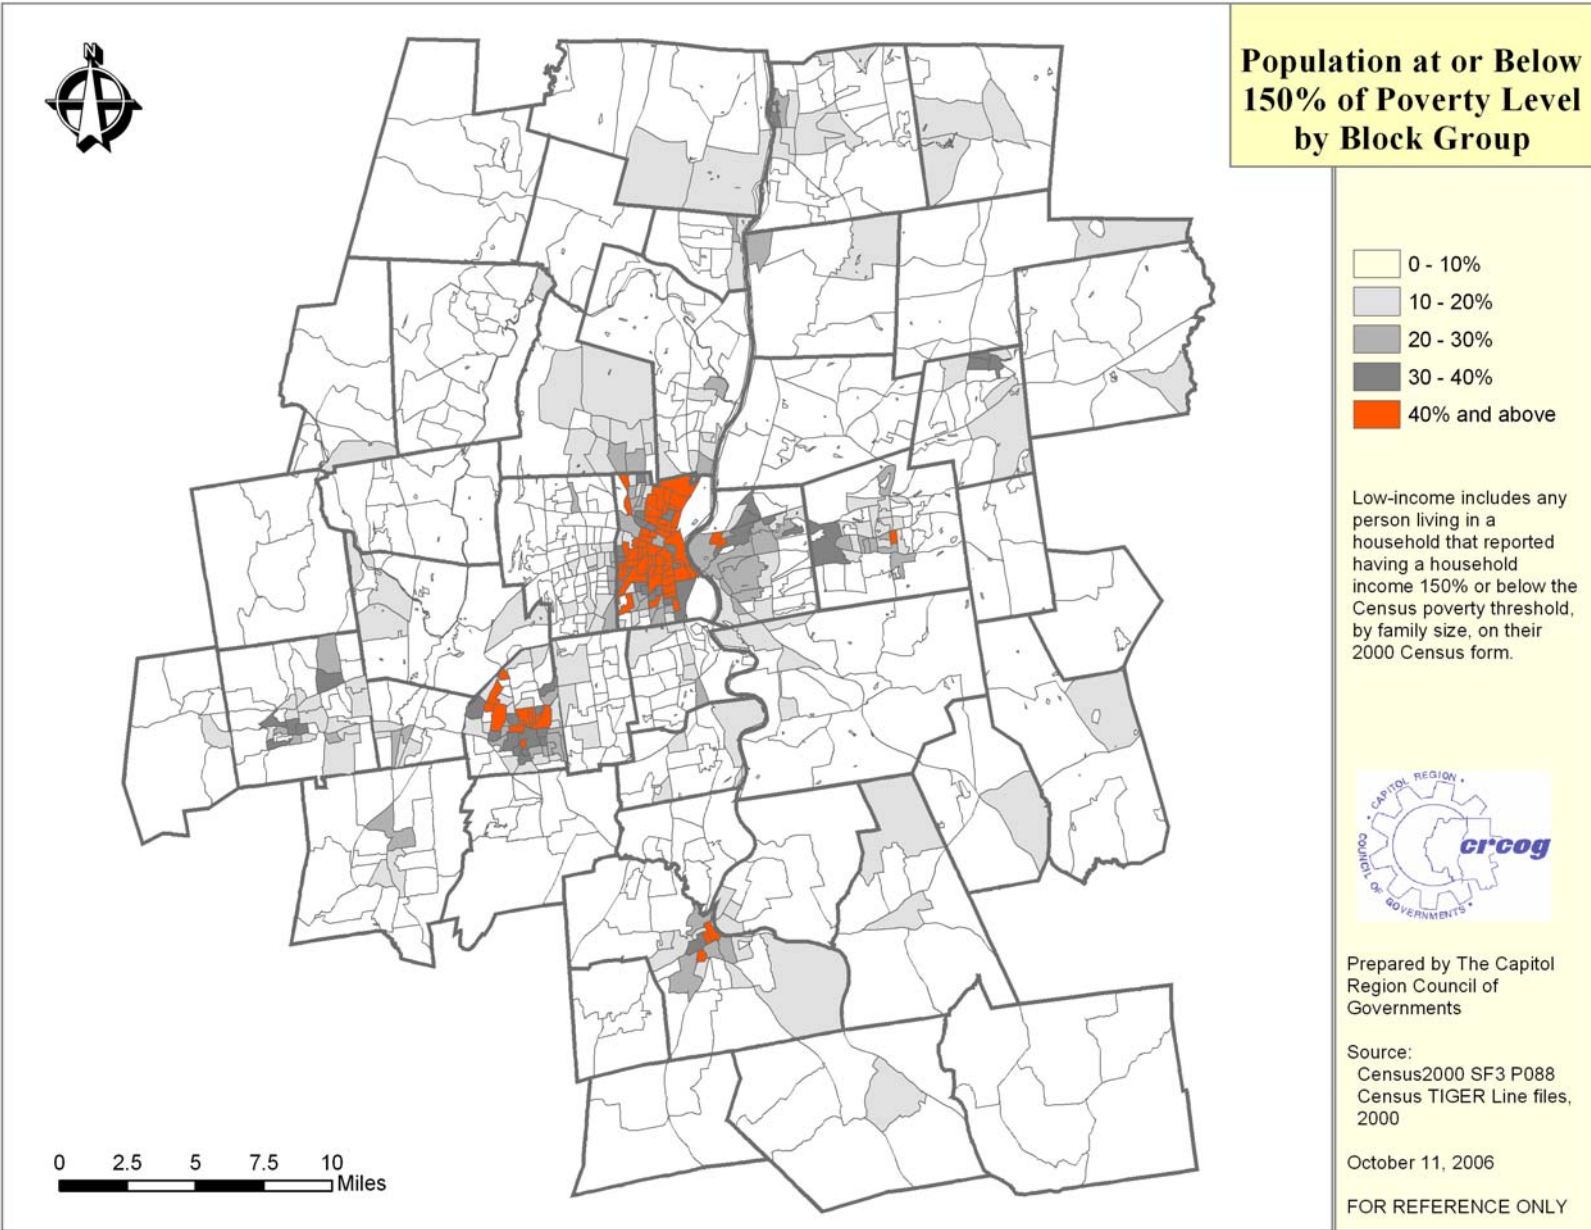 N
Population at or Below
150% of Poverty Level
by Block Group
0 - 10%
10 - 20%
20 - 30%
30 - 40%
40% and above
Low-income includes any
person living in a
household that reported
having a household
income 150% or below the
Census poverty threshold,
by family size, on their
2000 Census form.
• CAPITOL REGION •
COUNCIL OF GOVERNMENTS •
crcog
Prepared by The Capitol
Region Council of
Governments
Source:
Census2000 SF3 P088
Census TIGER Line files,
2000
October 11, 2006
FOR REFERENCE ONLY
0 2.5 5 7.5 10
Miles